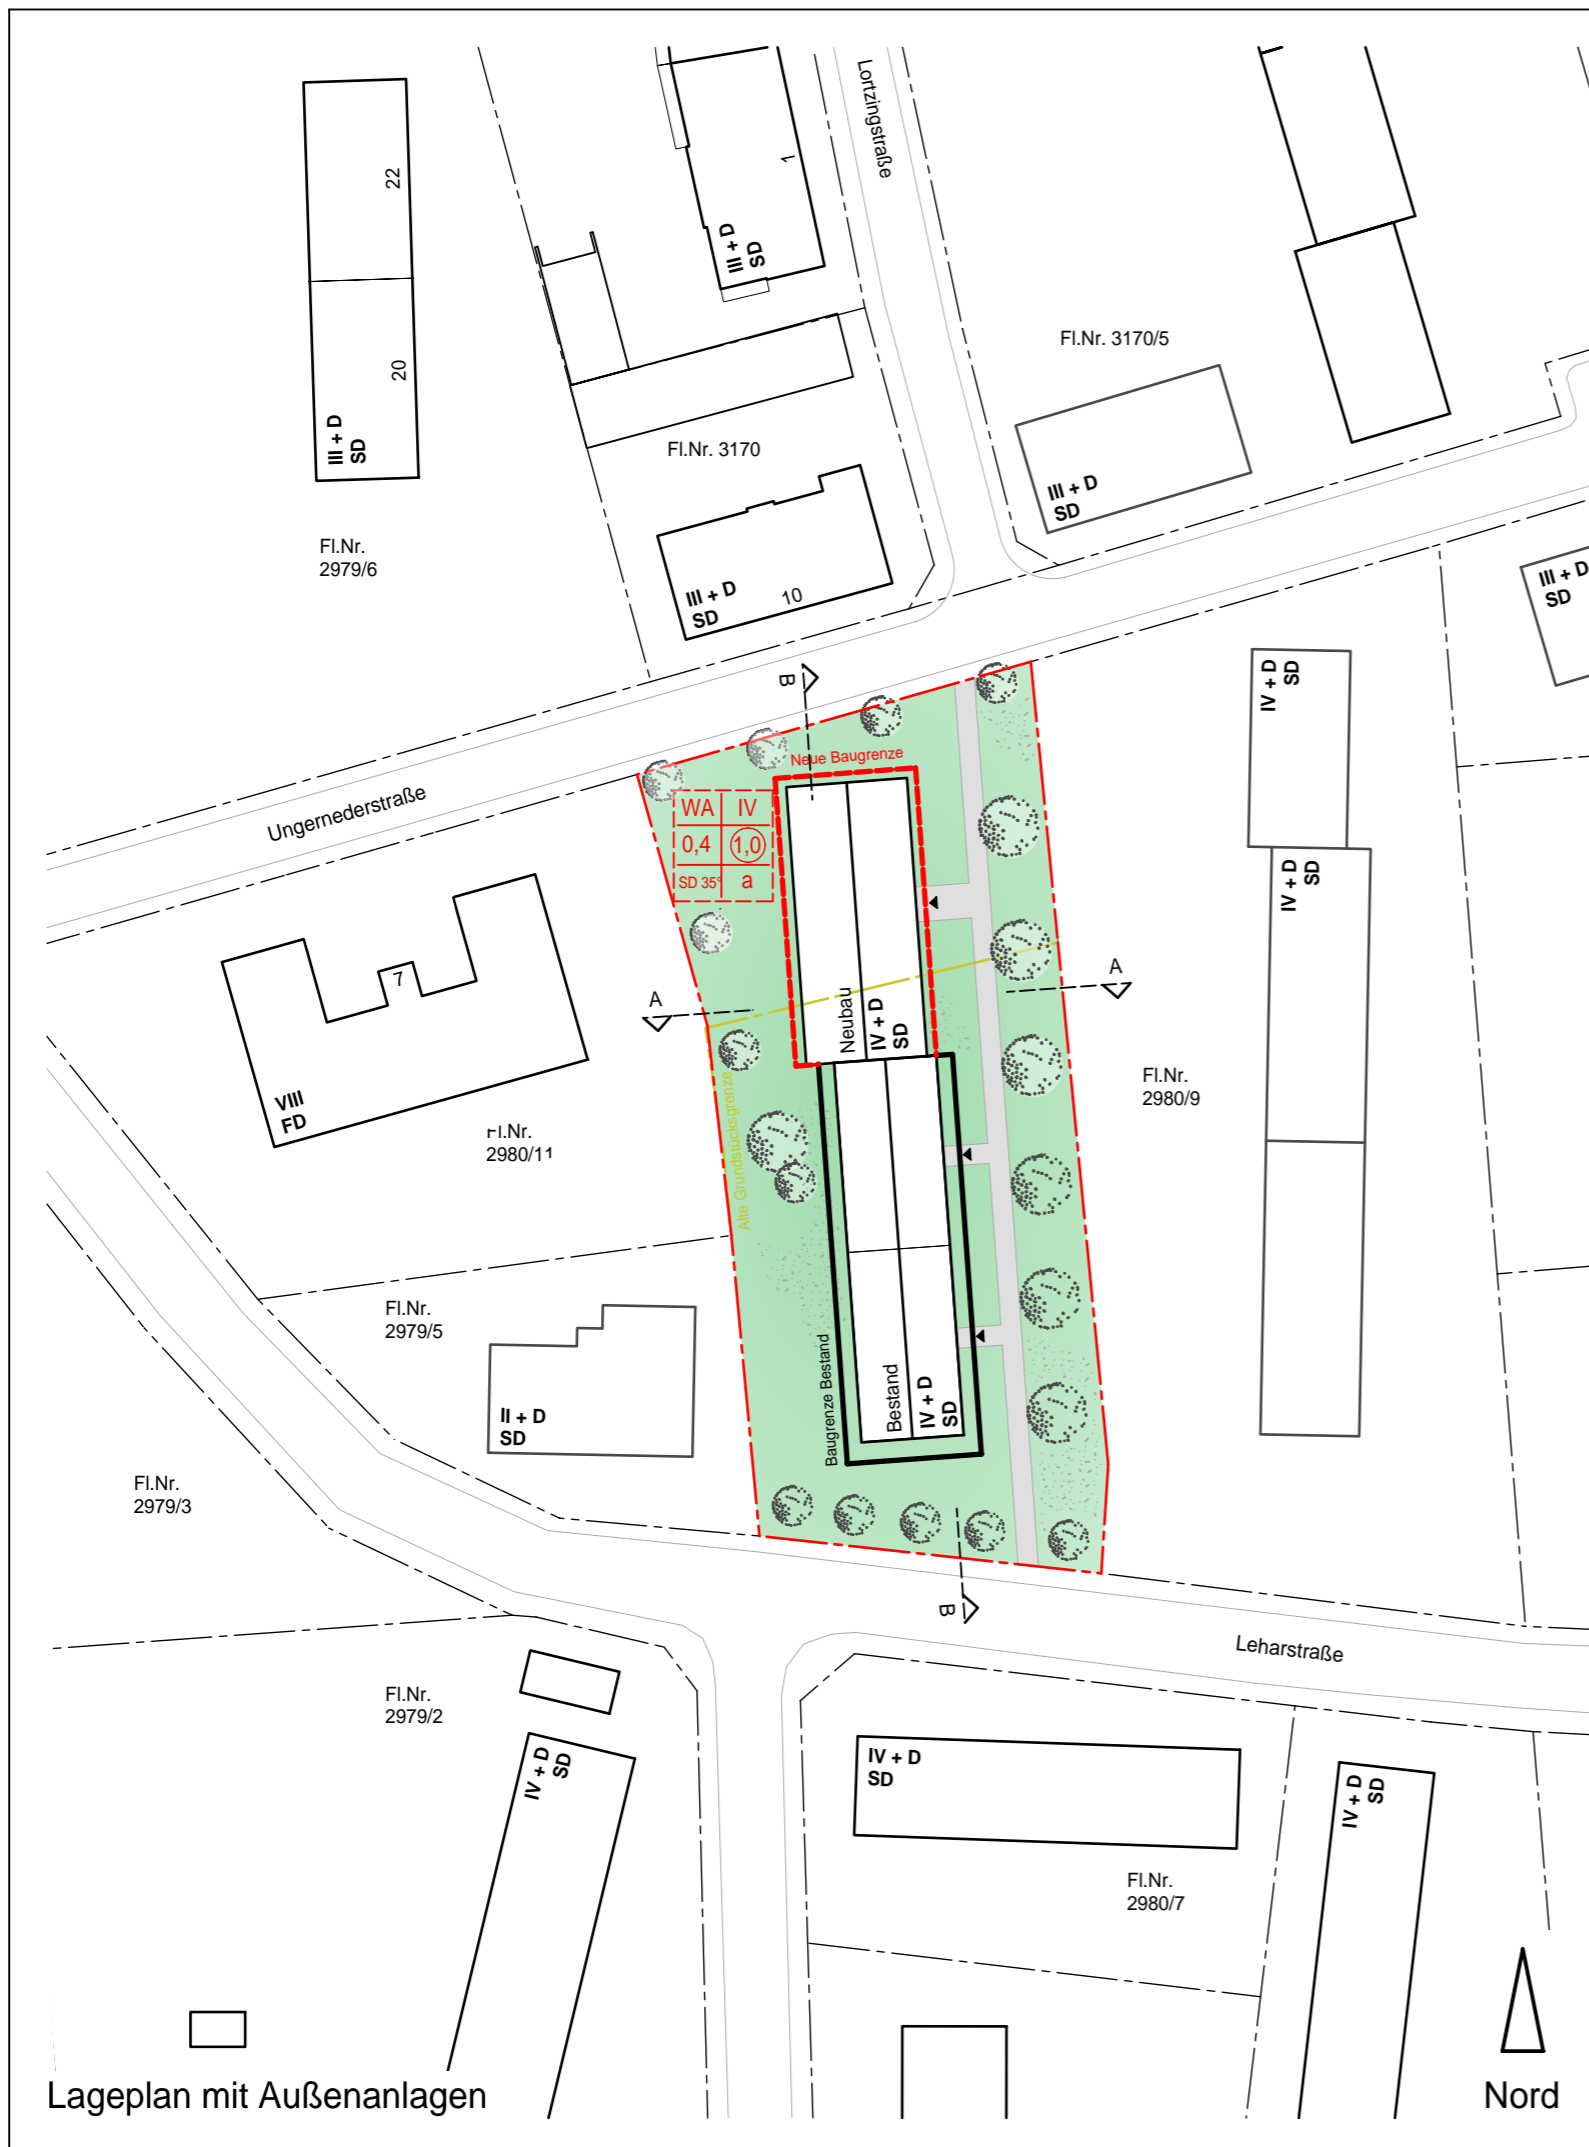 Lortzingstraße
22
1
III + D
SD
20
III + D
SD
Fl.Nr. 3170/5
Fl.Nr. 3170
III + D
SD
Fl.Nr.
2979/6
III + D
SD
10
III + D
SD
IV + D
SD
B
Neue Baugrenze
Ungernederstraße
WA IV
0,4 1,0
SD 35° a
IV + D
SD
7
A
A
Neubau
IV + D
SD
VIII
FD
Fl.Nr.
2980/11
Fl.Nr.
2980/9
Alte Grundstücksgrenze
Fl.Nr.
2979/5
II + D
SD
Baugrenze Bestand
Bestand
IV + D
SD
Fl.Nr.
2979/3
B
Leharstraße
Fl.Nr.
2979/2
IV + D
SD
IV + D
SD
IV + D
SD
Fl.Nr.
2980/7
Lageplan mit Außenanlagen
Nord